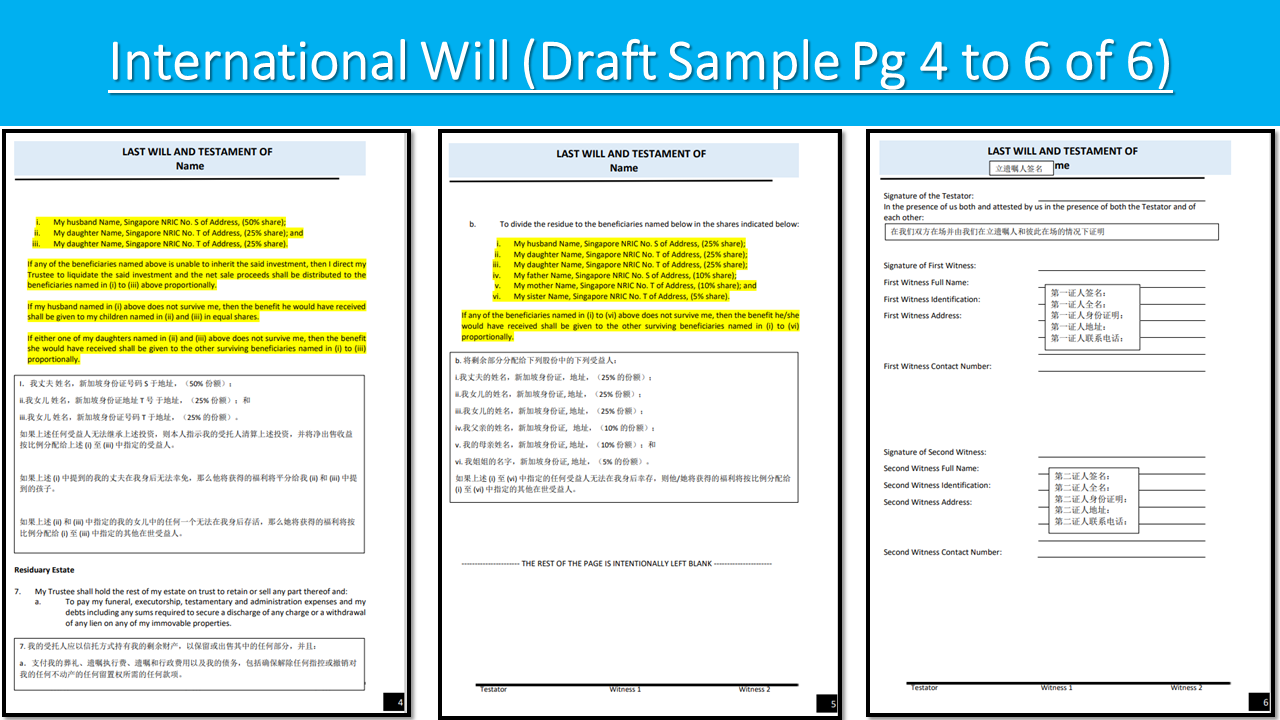 International Will (Draft Sample Pg 4 to 6 of 6)
LAST WILL AND TESTAMENT OF
Name
i. My husband Name, Singapore NRIC No. S of Address, (50% share);
ii. My daughter Name, Singapore NRIC No. T of Address, (25% share); and
iii. My daughter Name, Singapore NRIC No. T of Address, (25% share).
If any of the beneficiaries named above is unable to inherit the said investment, then I direct my
Trustee to liquidate the said investment and the net sale proceeds shall be distributed to the
beneficiaries named in (i) to (iii) above proportionally.
If my husband named in (i) above does not survive me, then the benefit he would have received
shall be given to my children named in (ii) and (iii) in equal shares.
If either one of my daughters named in (ii) and (iii) above does not survive me, then the benefit
she would have received shall be given to the other surviving beneficiaries named in (i) to (iii)
proportionally.
I. 我丈夫 姓名，新加坡身份证号码 S 于地址，（50% 份额）；
ii.我女儿 姓名，新加坡身份证地址 T 号 于地址，（25% 份额）；和
iii.我女儿 姓名，新加坡身份证号码 T 于地址，（25% 的份额）。
如果上述任何受益人无法继承上述投资，则本人指示我的受托人清算上述投资，并将净出售收益
按比例分配给上述 (i) 至 (iii) 中指定的受益人。
如果上述 (i) 中提到的我的丈夫在我身后无法幸免，那么他将获得的福利将平分给我 (ii) 和 (iii) 中提
到的孩子。
如果上述 (ii) 和 (iii) 中指定的我的女儿中的任何一个无法在我身后存活，那么她将获得的福利将按
比例分配给 (i) 至 (iii) 中指定的其他在世受益人。
Residuary Estate
7. My Trustee shall hold the rest of my estate on trust to retain or sell any part thereof and:
a. To pay my funeral, executorship, testamentary and administration expenses and my
debts including any sums required to secure a discharge of any charge or a withdrawal
of any lien on any of my immovable properties.
7. 我的受托人应以信托方式持有我的剩余财产，以保留或出售其中的任何部分，并且：
a. 支付我的葬礼、遗嘱执行费、遗嘱和行政费用以及我的债务，包括确保解除任何指控或撤销对
我的任何不动产的任何留置权所需的任何款项。
4
LAST WILL AND TESTAMENT OF
Name
b. To divide the residue to the beneficiaries named below in the shares indicated below:
i. My husband Name, Singapore NRIC No. S of Address, (25% share);
ii. My daughter Name, Singapore NRIC No. T of Address, (25% share);
iii. My daughter Name, Singapore NRIC No. T of Address, (25% share);
iv. My father Name, Singapore NRIC No. S of Address, (10% share);
v. My mother Name, Singapore NRIC No. T of Address, (10% share); and
vi. My sister Name, Singapore NRIC No. T of Address, (5% share).
If any of the beneficiaries named in (i) to (vi) above does not survive me, then the benefit he/she
would have received shall be given to the other surviving beneficiaries named in (i) to (vi)
proportionally.
b. 将剩余部分分配给下列股份中的下列受益人：
i.我丈夫的姓名，新加坡身份证，地址，（25% 的份额）；
ii.我女儿的姓名，新加坡身份证, 地址，（25% 份额）；
iii.我女儿的姓名，新加坡身份证, 地址，（25% 份额）；
iv.我父亲的姓名，新加坡身份证， 地址，（10% 的份额）；
v. 我的母亲姓名，新加坡身份证, 地址，（10% 份额）；和
vi. 我姐姐的名字，新加坡身份证, 地址，（5% 的份额）。
如果上述 (i) 至 (vi) 中指定的任何受益人无法在我身后幸存，则他/她将获得的福利将按比例分配给
(i) 至 (vi) 中指定的其他在世受益人。
---------------------- THE REST OF THE PAGE IS INTENTIONALLY LEFT BLANK ----------------------
Testator Witness 1 Witness 2
5
LAST WILL AND TESTAMENT OF
立遗嘱人签名 me
Signature of the Testator:
In the presence of us both and attested by us in the presence of both the Testator and of
each other:
在我们双方在场并由我们在立遗嘱人和彼此在场的情况下证明
Signature of First Witness:
First Witness Full Name:
First Witness Identification:
First Witness Address:
第一证人签名：
第一证人全名：
第一证人身份证明：
第一证人地址：
第一证人联系电话：
First Witness Contact Number:
Signature of Second Witness:
Second Witness Full Name:
Second Witness Identification:
Second Witness Address:
第二证人签名：
第二证人全名：
第二证人身份证明：
第二证人地址：
第二证人联系电话：
Second Witness Contact Number:
Testator Witness 1 Witness 2
6